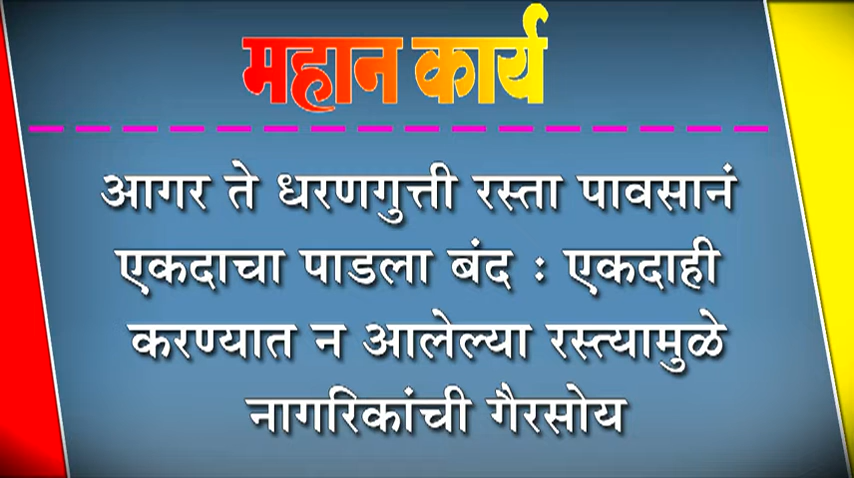 महान कार्य
आगर ते धरणगुत्ती रस्ता पावसानं
एकदाचा पाडला बंद : एकदाही
करण्यात न आलेल्या रस्त्यामुळे
नागरिकांची गैरसोय